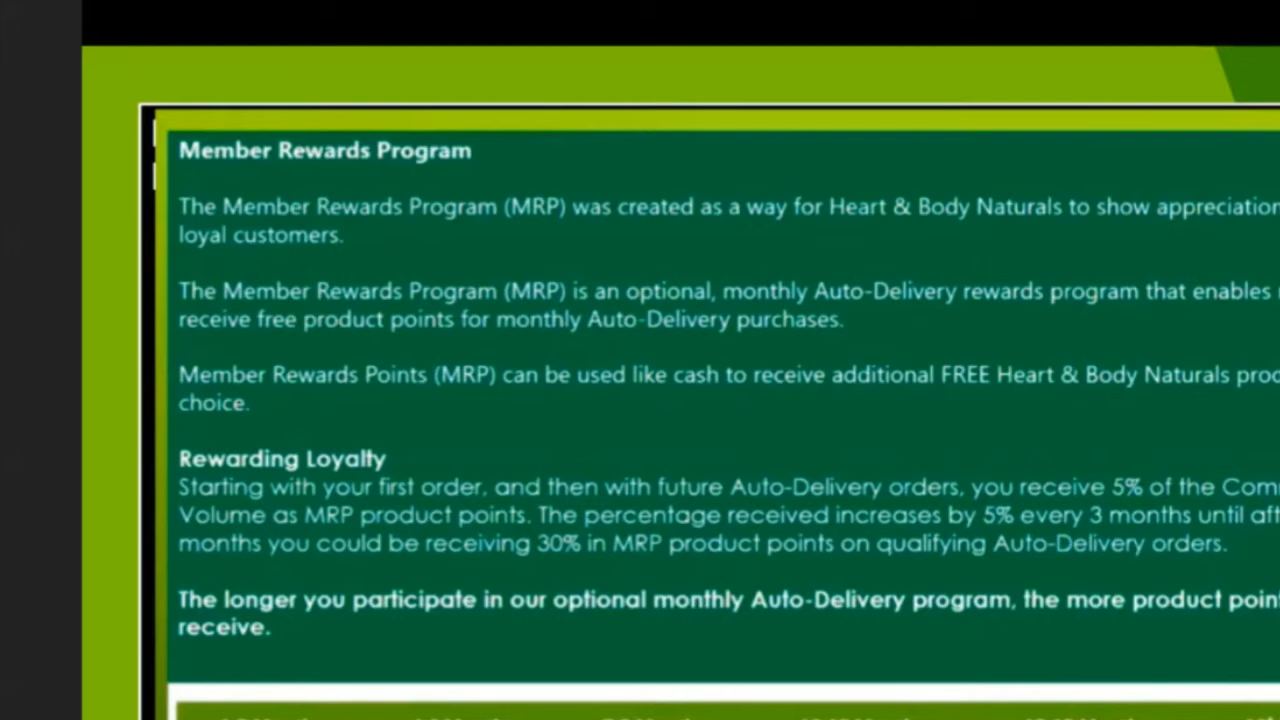 Member Rewards Program
The Member Rewards Program (MRP) was created as a way for Heart & Body Naturals to show appreciation
loyal customers.
The Member Rewards Program (MRP) is an optional, monthly Auto-Delivery rewards program that enables
receive free product points for monthly Auto-Delivery purchases.
Member Rewards Points (MRP) can be used like cash to receive additional FREE Heart & Body Naturals
choice.
Rewarding Loyalty
Starting with your first order, and then with future Auto-Delivery orders, you receive 5% of the
Volume as MRP product points. The percentage received increases by 5% every 3 months until
months you could be receiving 30% in MRP product points on qualifying Auto-Delivery orders.
The longer you participate in our optional monthly Auto-Delivery program, the more product
receive.